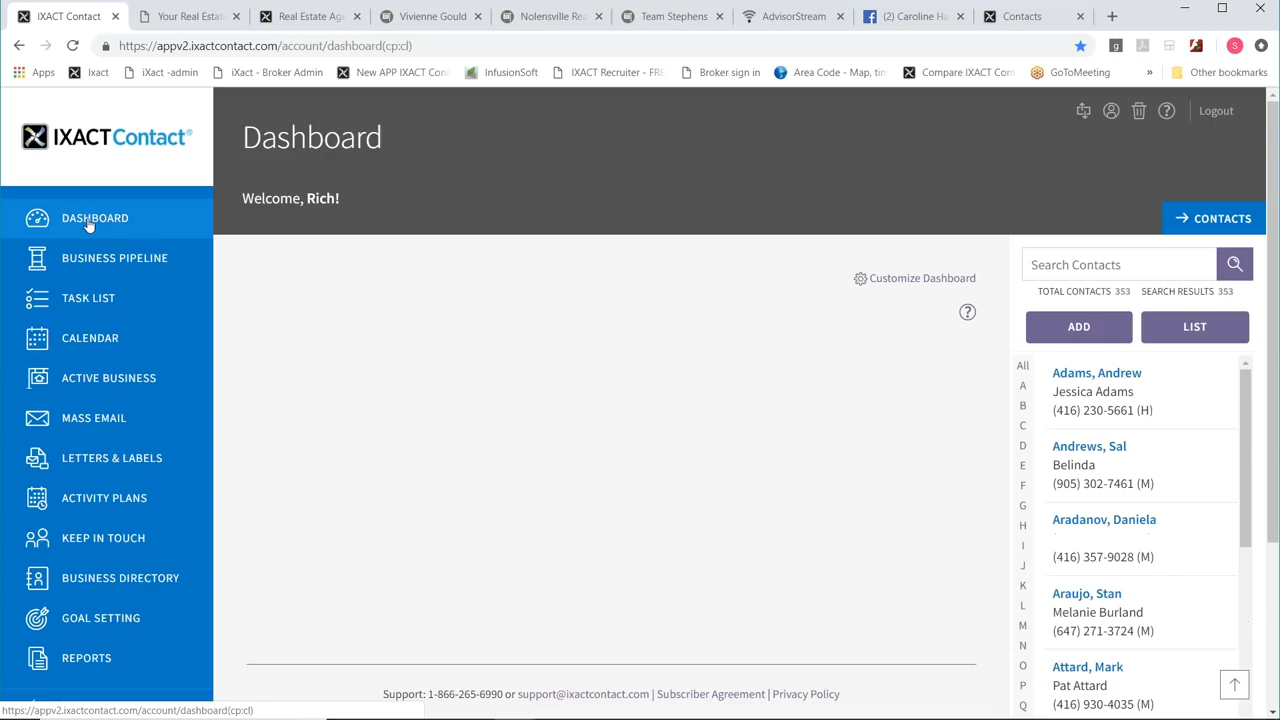 IXACT Contact
Your Real Estat
Real Estate Age
Vivienne Gould
Nolensville Rea
Team Stephens
AdvisorStream
(2) Caroline Ha
Contacts
https://appv2.ixactcontact.com/account/dashboard(cp:cl)
g
S
Apps
Ixact
iXact -admin
iXact - Broker Admin
New APP IXACT Con
InfusionSoft
IXACT Recruiter - FRE
Broker sign in
Area Code - Map, tim
Compare IXACT Cont
GoToMeeting
»
Other bookmarks
IXACTContact®
Dashboard
Logout
Welcome, Rich!
CONTACTS
DASHBOARD
BUSINESS PIPELINE
TASK LIST
CALENDAR
ACTIVE BUSINESS
MASS EMAIL
LETTERS & LABELS
ACTIVITY PLANS
KEEP IN TOUCH
BUSINESS DIRECTORY
GOAL SETTING
REPORTS
Customize Dashboard
?
Search Contacts
TOTAL CONTACTS 353 SEARCH RESULTS 353
ADD
LIST
All
A
B
C
D
E
F
G
H
I
J
K
L
M
N
O
P
Q
Adams, Andrew
Jessica Adams
(416) 230-5661 (H)
Andrews, Sal
Belinda
(905) 302-7461 (M)
Aradanov, Daniela
(416) 357-9028 (M)
Araujo, Stan
Melanie Burland
(647) 271-3724 (M)
Attard, Mark
Pat Attard
(416) 930-4035 (M)
Support: 1-866-265-6990 or support@ixactcontact.com | Subscriber Agreement | Privacy Policy
https://appv2.ixactcontact.com/account/dashboard(cp:cl)